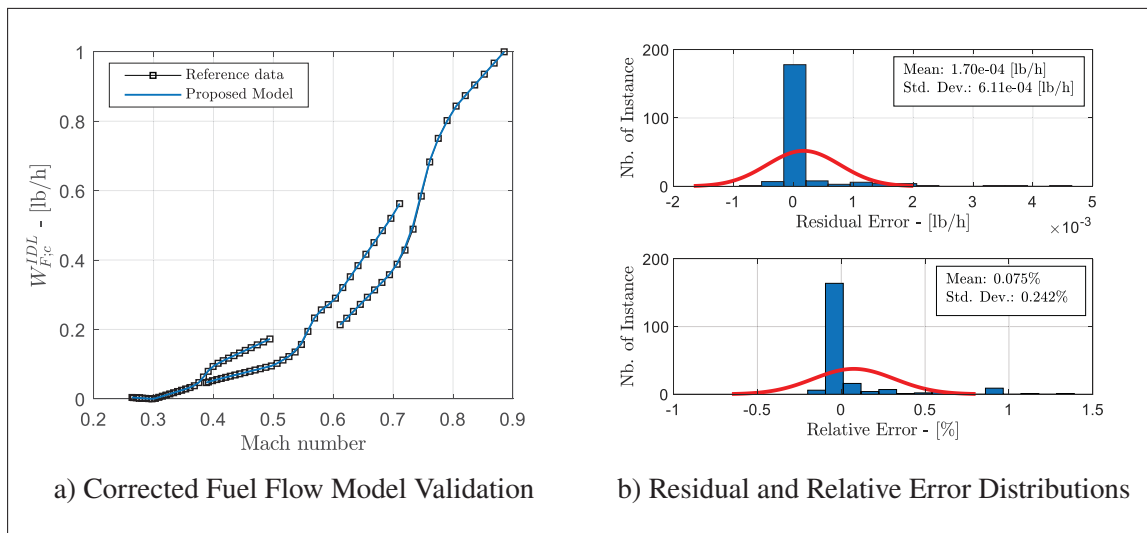 1
0.8
0.6
0.4
0.2
0
0.2 0.3 0.4 0.5 0.6 0.7 0.8 0.9
W_{F;c}^{IDL} - [lb/h]
Mach number
Reference data
Proposed Model
a) Corrected Fuel Flow Model Validation
200
100
0
-2 -1 0 1 2 3 4 5
×10⁻³
Nb. of Instance
Residual Error - [lb/h]
Mean: 1.70e-04 [lb/h]
Std. Dev.: 6.11e-04 [lb/h]
200
100
0
-1 -0.5 0 0.5 1 1.5
Nb. of Instance
Relative Error - [%]
Mean: 0.075%
Std. Dev.: 0.242%
b) Residual and Relative Error Distributions